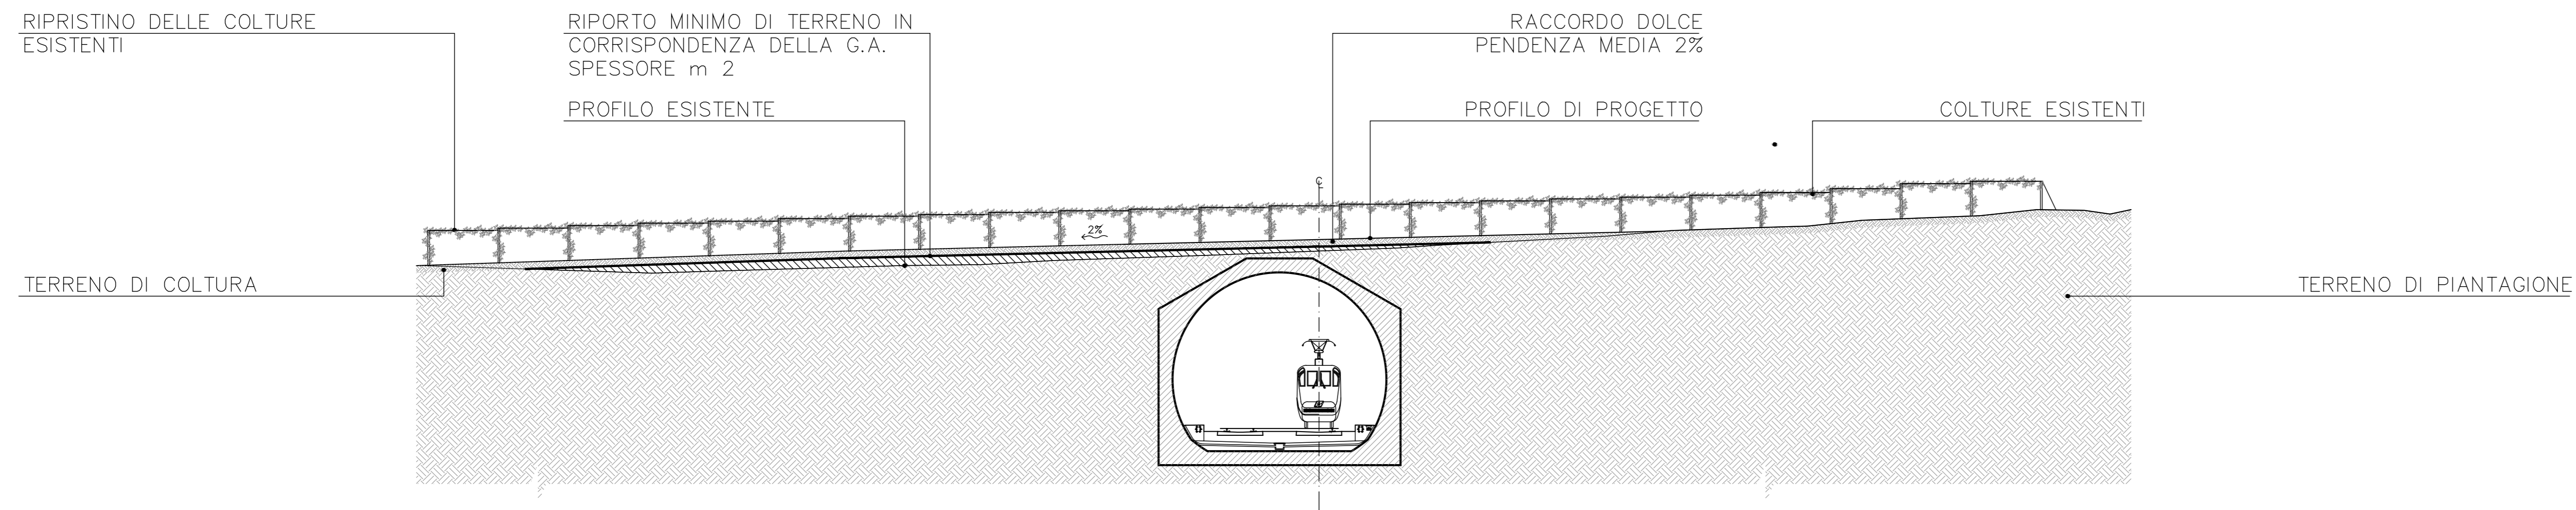 RIPRISTINO DELLE COLTURE
ESISTENTI
RIPORTO MINIMO DI TERRENO IN
CORRISPONDENZA DELLA G.A.
SPESSORE m 2
RACCORDO DOLCE
PENDENZA MEDIA 2%
PROFILO ESISTENTE
PROFILO DI PROGETTO
COLTURE ESISTENTI
2%
TERRENO DI COLTURA
TERRENO DI PIANTAGIONE